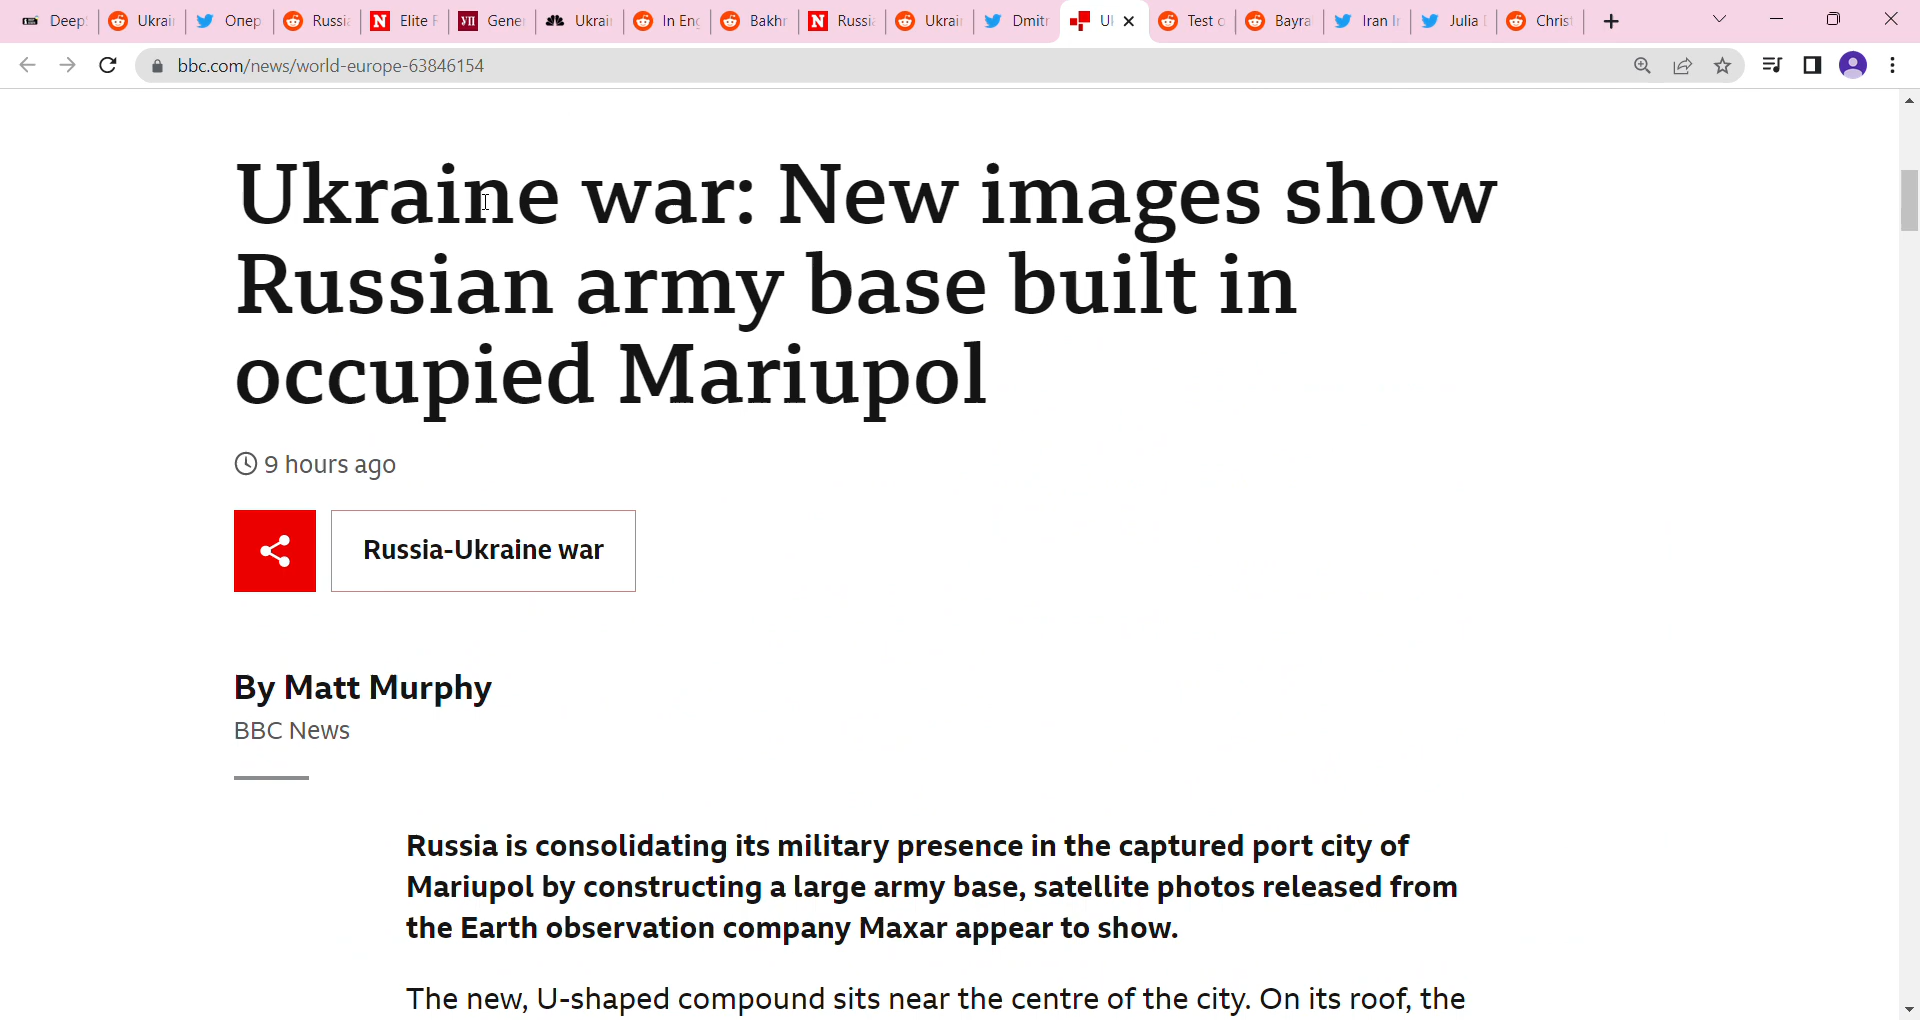 Deep Ukrai Опер Russi Elite Gene Ukrai In En Bakh Russi Ukrai Dmit Ul Test Bayra Iran Julia Christ
bbc.com/news/world-europe-63846154
Ukraine war: New images show
Russian army base built in
occupied Mariupol
9 hours ago
Russia-Ukraine war
By Matt Murphy
BBC News
Russia is consolidating its military presence in the captured port city of
Mariupol by constructing a large army base, satellite photos released from
the Earth observation company Maxar appear to show.
The new, U-shaped compound sits near the centre of the city. On its roof, the